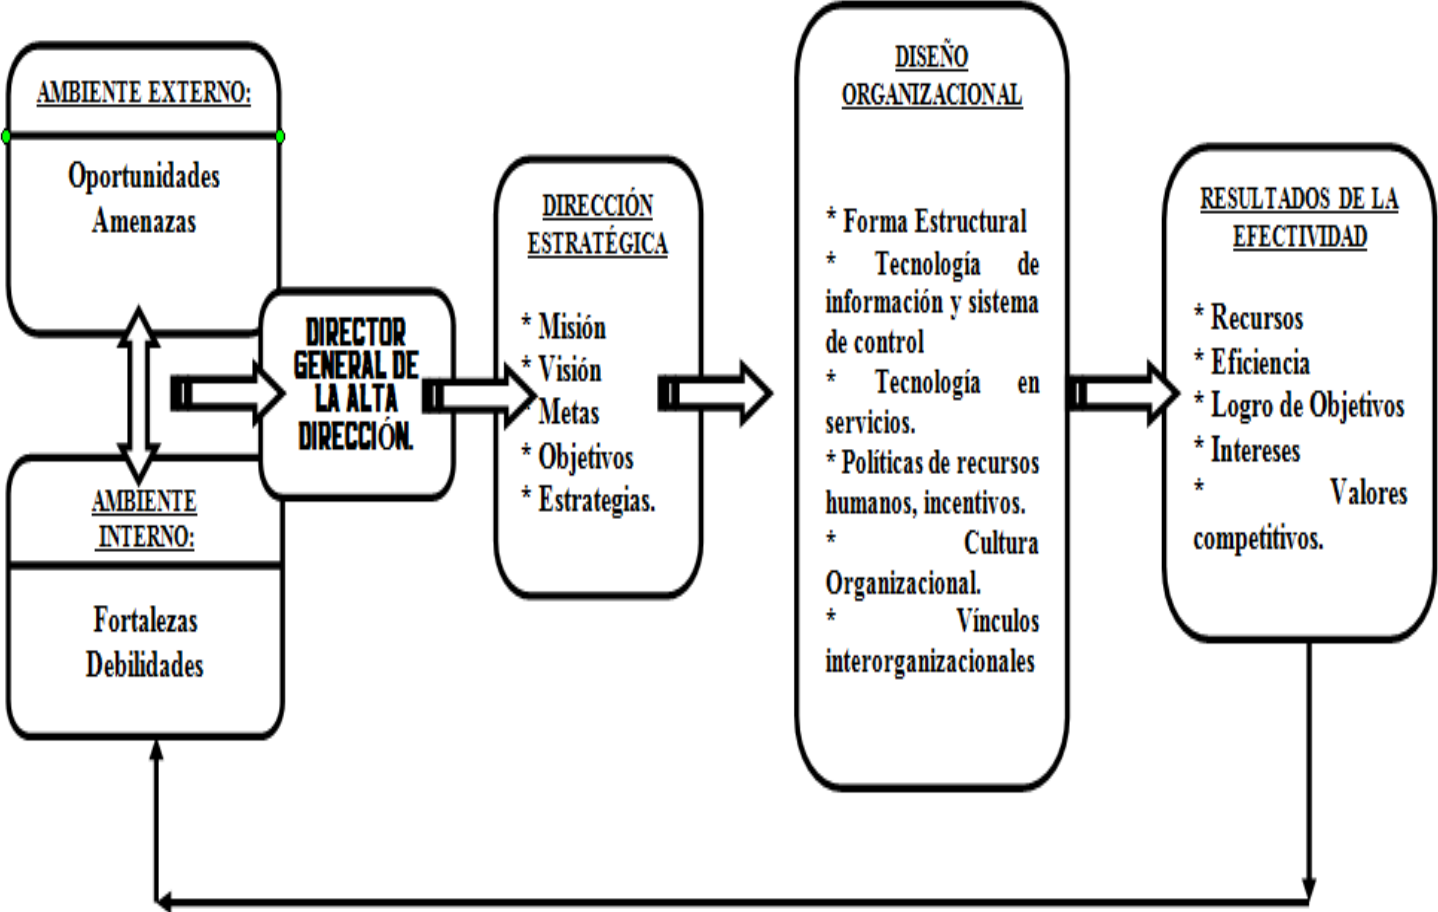 AMBIENTE EXTERNO:
Oportunidades
Amenazas
AMBIENTE
INTERNO:
Fortalezas
Debilidades
DIRECTOR
GENERAL DE
LA ALTA
DIRECCIÓN.
DIRECCIÓN
ESTRATÉGICA
* Misión
* Visión
* Metas
* Objetivos
* Estrategias.
DISEÑO
ORGANIZACIONAL
* Forma Estructural
* Tecnología de
información y sistema
de control
* Tecnología en
servicios.
* Políticas de recursos
humanos, incentivos.
* Cultura
Organizacional.
* Vínculos
interorganizacionales
RESULTADOS DE LA
EFECTIVIDAD
* Recursos
* Eficiencia
* Logro de Objetivos
* Intereses
* Valores
competitivos.